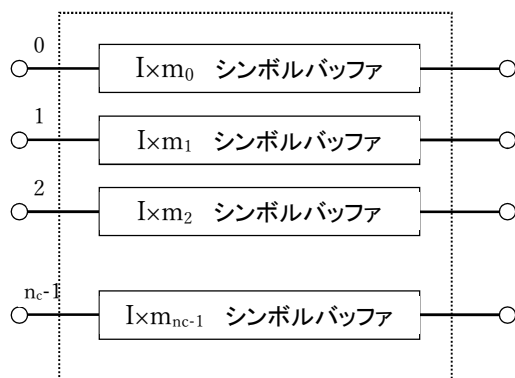 0
I×m₀ シンボルバッファ
1
I×m₁ シンボルバッファ
2
I×m₂ シンボルバッファ
n_c-1
I×m_nc-1 シンボルバッファ